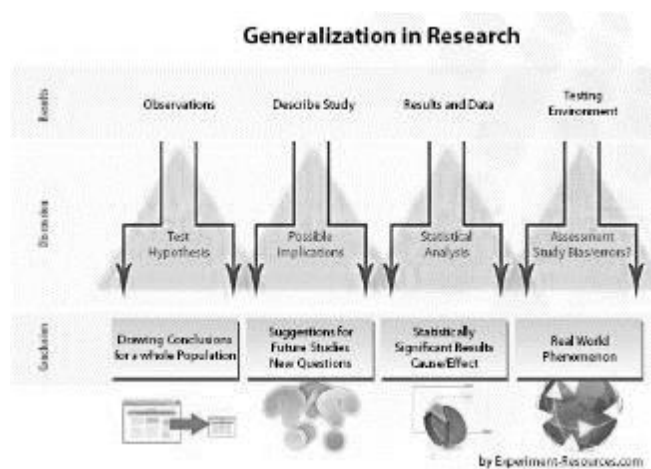 Generalization in Research
Results
Observations
Describe Study
Results and Data
Testing
Environment
Discussion
Test
Hypothesis
Possible
Implications
Statistical
Analysis
Assessment
Study Bias/errors?
Conclusion
Drawing Conclusions
for a whole Population
Suggestions for
Future Studies
New Questions
Statistically
Significant Results
Cause/Effect
Real World
Phenomenon
by Experiment-Resources.com